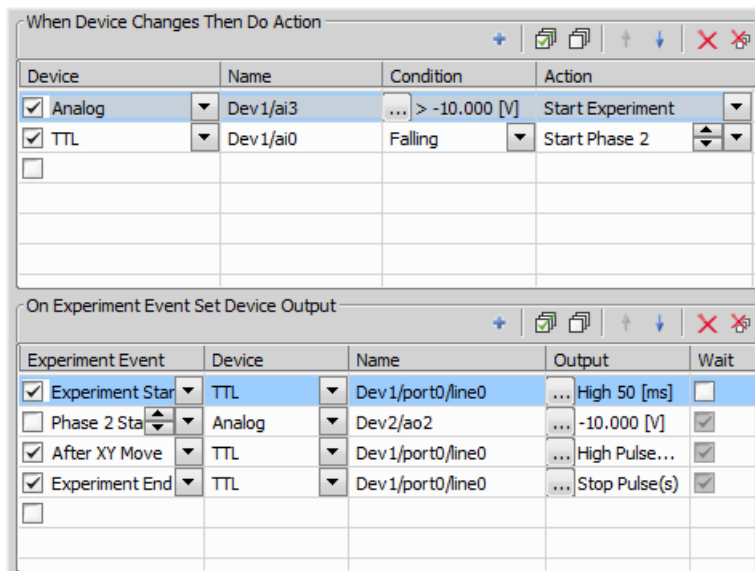 When Device Changes Then Do Action
Device Name Condition Action
Analog Dev1/ai3 ... > -10.000 [V] Start Experiment
TTL Dev1/ai0 Falling Start Phase 2
On Experiment Event Set Device Output
Experiment Event Device Name Output Wait
Experiment Star TTL Dev1/port0/line0 ... High 50 [ms]
Phase 2 Sta Analog Dev2/ao2 ... -10.000 [V]
After XY Move TTL Dev1/port0/line0 ... High Pulse...
Experiment End TTL Dev1/port0/line0 ... Stop Pulse(s)